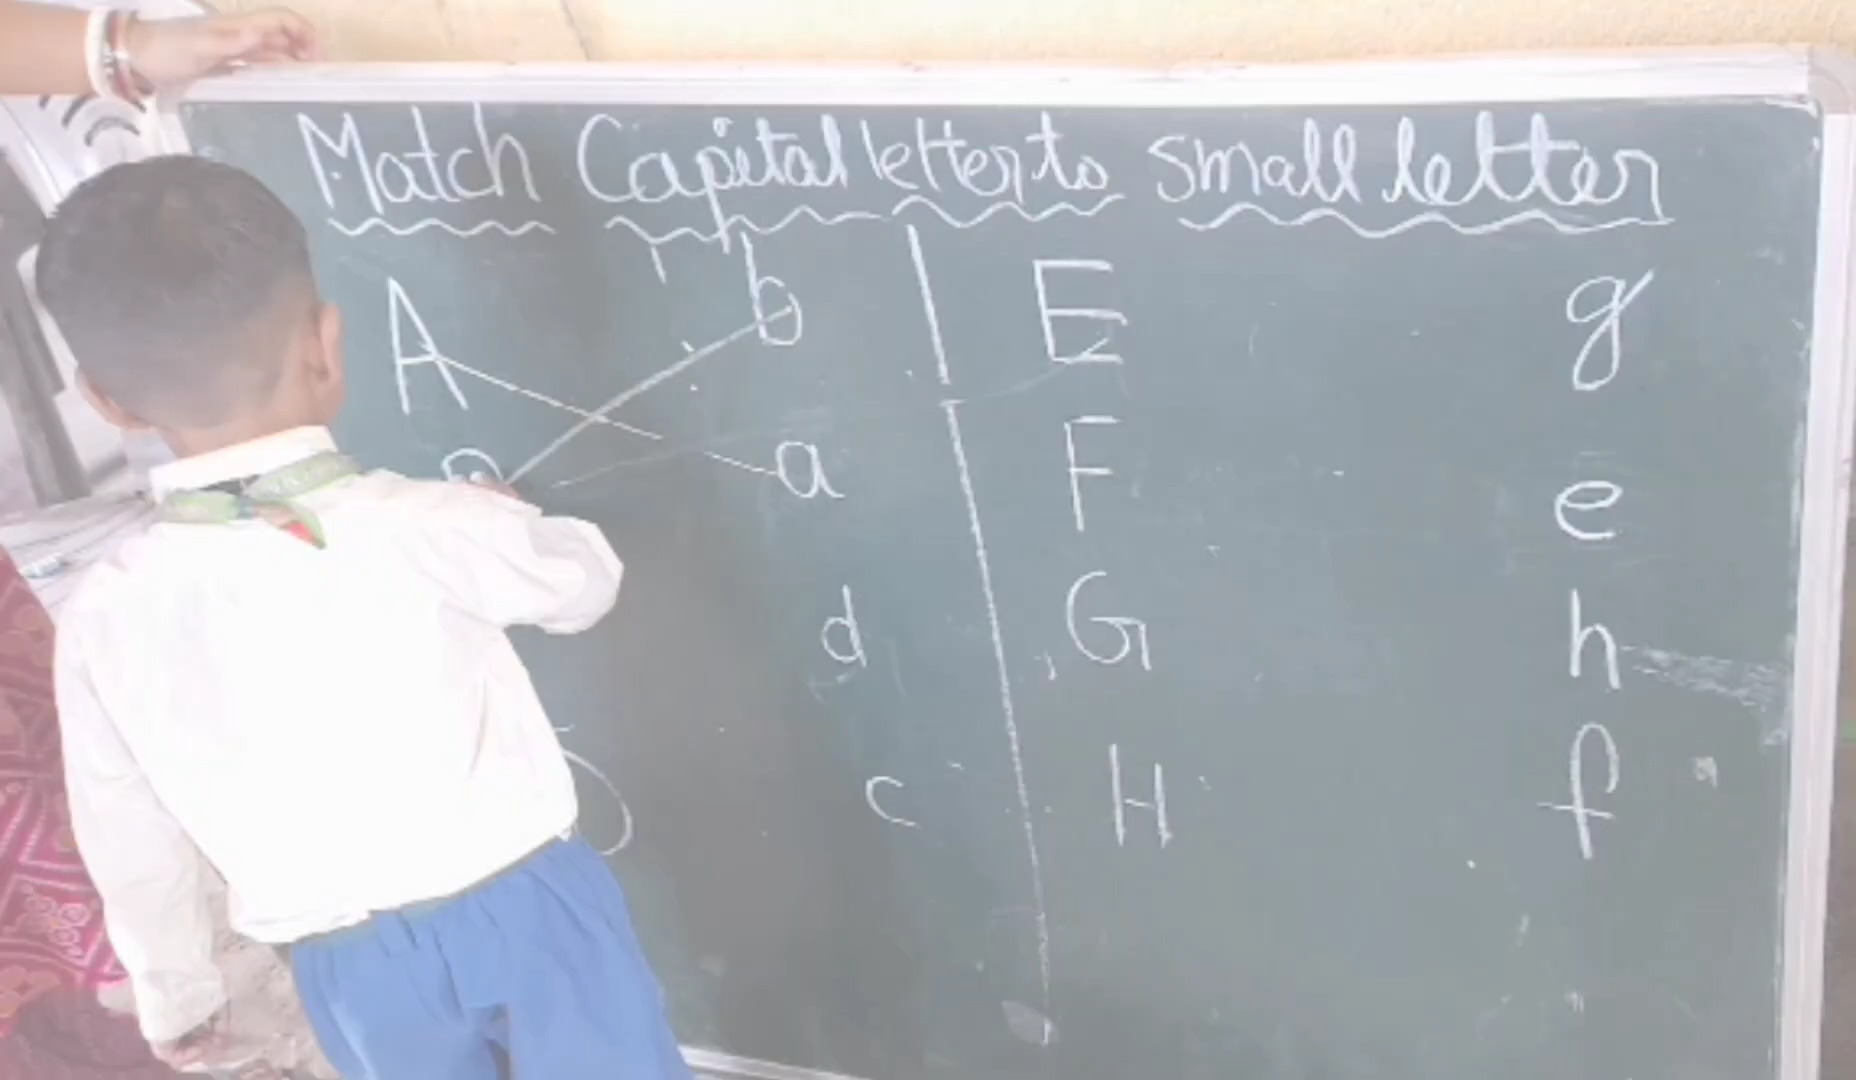 Match Capital letter to small letter
A b E g
a F e
d G h
c H f